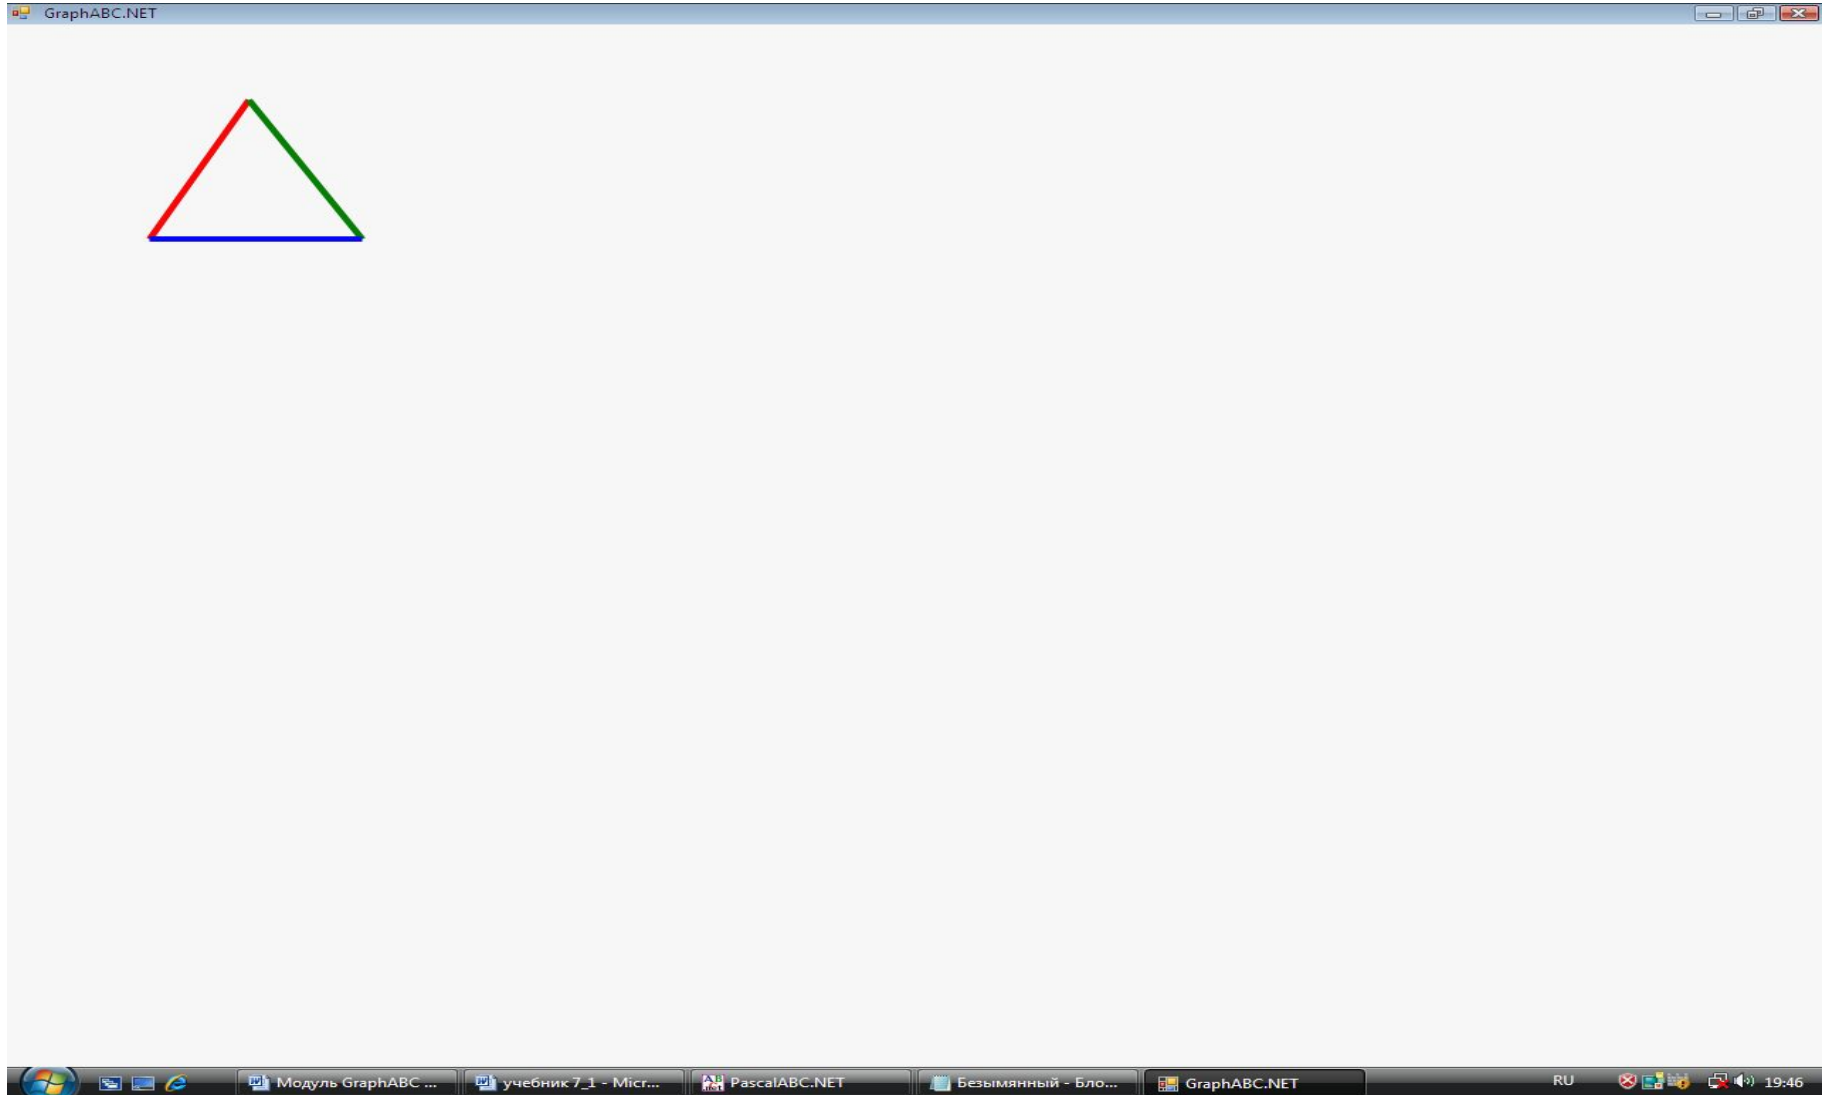 GraphABC.NET
Модуль GraphABC ...
учебник 7_1 - Micr...
PascalABC.NET
Безымянный - Бло...
GraphABC.NET
RU
19:46